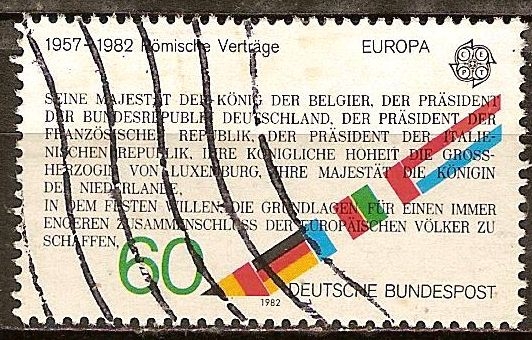 1957-1982 Römische Verträge
EUROPA
CEPT
SEINE MAJESTÄT DER KÖNIG DER BELGIER, DER PRÄSIDENT
DER BUNDESREPUBLIK DEUTSCHLAND, DER PRÄSIDENT DER
FRANZÖSISCHEN REPUBLIK, DER PRÄSIDENT DER ITALIE-
NISCHEN REPUBLIK, IHRE KÖNIGLICHE HOHEIT DIE GROSS-
HERZOGIN VON LUXEMBURG, IHRE MAJESTÄT DIE KÖNIGIN
DER NIEDERLANDE,
IN DEM FESTEN WILLEN, DIE GRUNDLAGEN FÜR EINEN IMMER
ENGEREN ZUSAMMENSCHLUSS DER EUROPÄISCHEN VÖLKER ZU
SCHAFFEN,
60
1982
DEUTSCHE BUNDESPOST